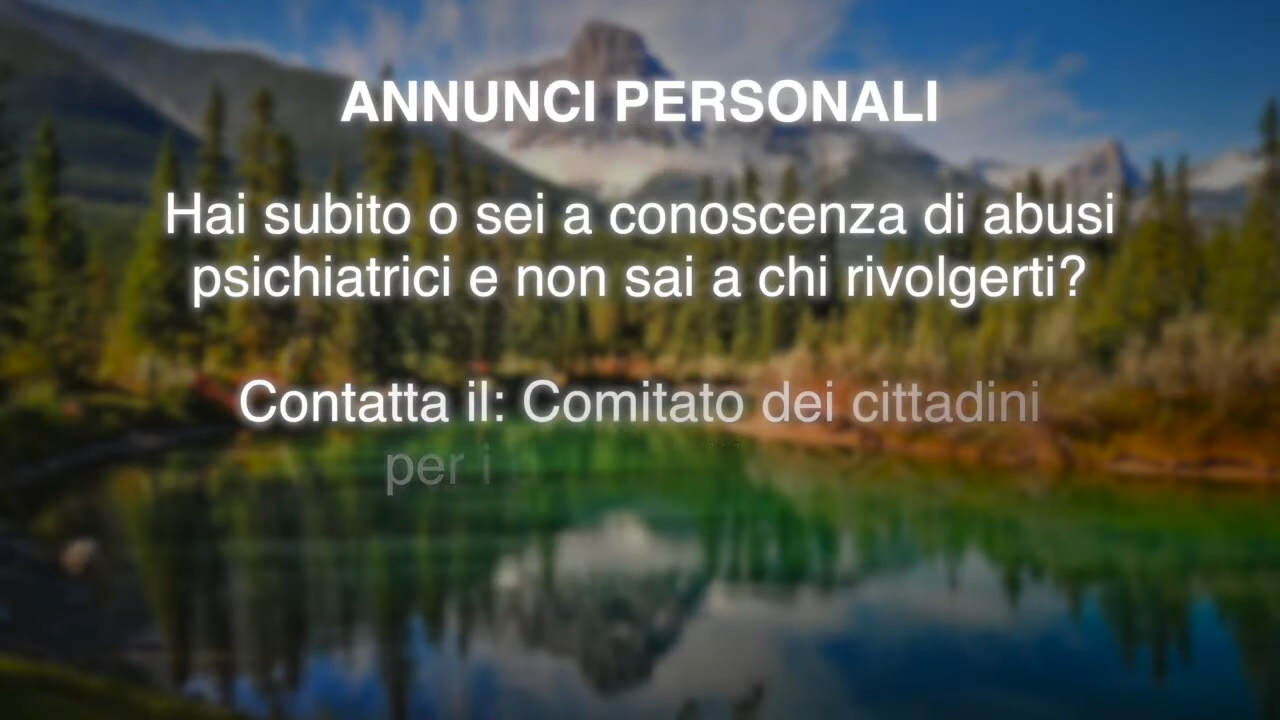 ANNUNCI PERSONALI
Hai subito o sei a conoscenza di abusi
psichiatrici e non sai a chi rivolgerti?
Contatta il: Comitato dei cittadini
per i